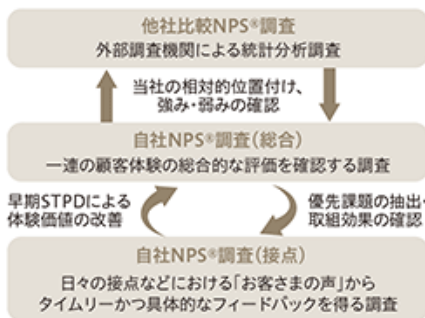 他社比較NPS®調査
外部調査機関による統計分析調査
当社の相対的位置付け、
強み・弱みの確認
自社NPS®調査(総合)
一連の顧客体験の総合的な評価を確認する調査
早期STPDによる
体験価値の改善
優先課題の抽出・
取組効果の確認
自社NPS®調査(接点)
日々の接点などにおける「お客さまの声」から
タイムリーかつ具体的なフィードバックを得る調査